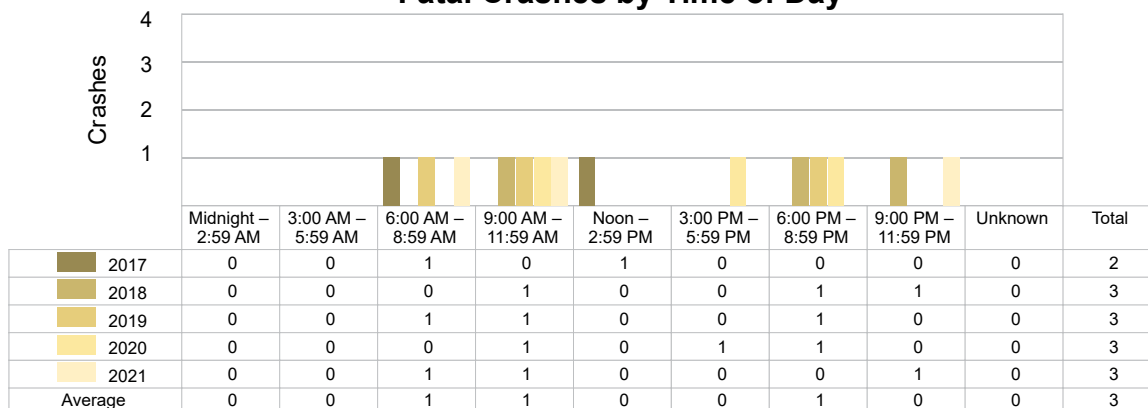 Fatal Crashes by Time of Day
4
3
2
1
Crashes
Midnight – 2:59 AM 3:00 AM – 5:59 AM 6:00 AM – 8:59 AM 9:00 AM – 11:59 AM Noon – 2:59 PM 3:00 PM – 5:59 PM 6:00 PM – 8:59 PM 9:00 PM – 11:59 PM Unknown Total
2017 0 0 1 0 1 0 0 0 0 2
2018 0 0 0 1 0 0 1 1 0 3
2019 0 0 1 1 0 0 1 0 0 3
2020 0 0 0 1 0 1 1 0 0 3
2021 0 0 1 1 0 0 0 1 0 3
Average 0 0 1 1 0 0 1 0 0 3